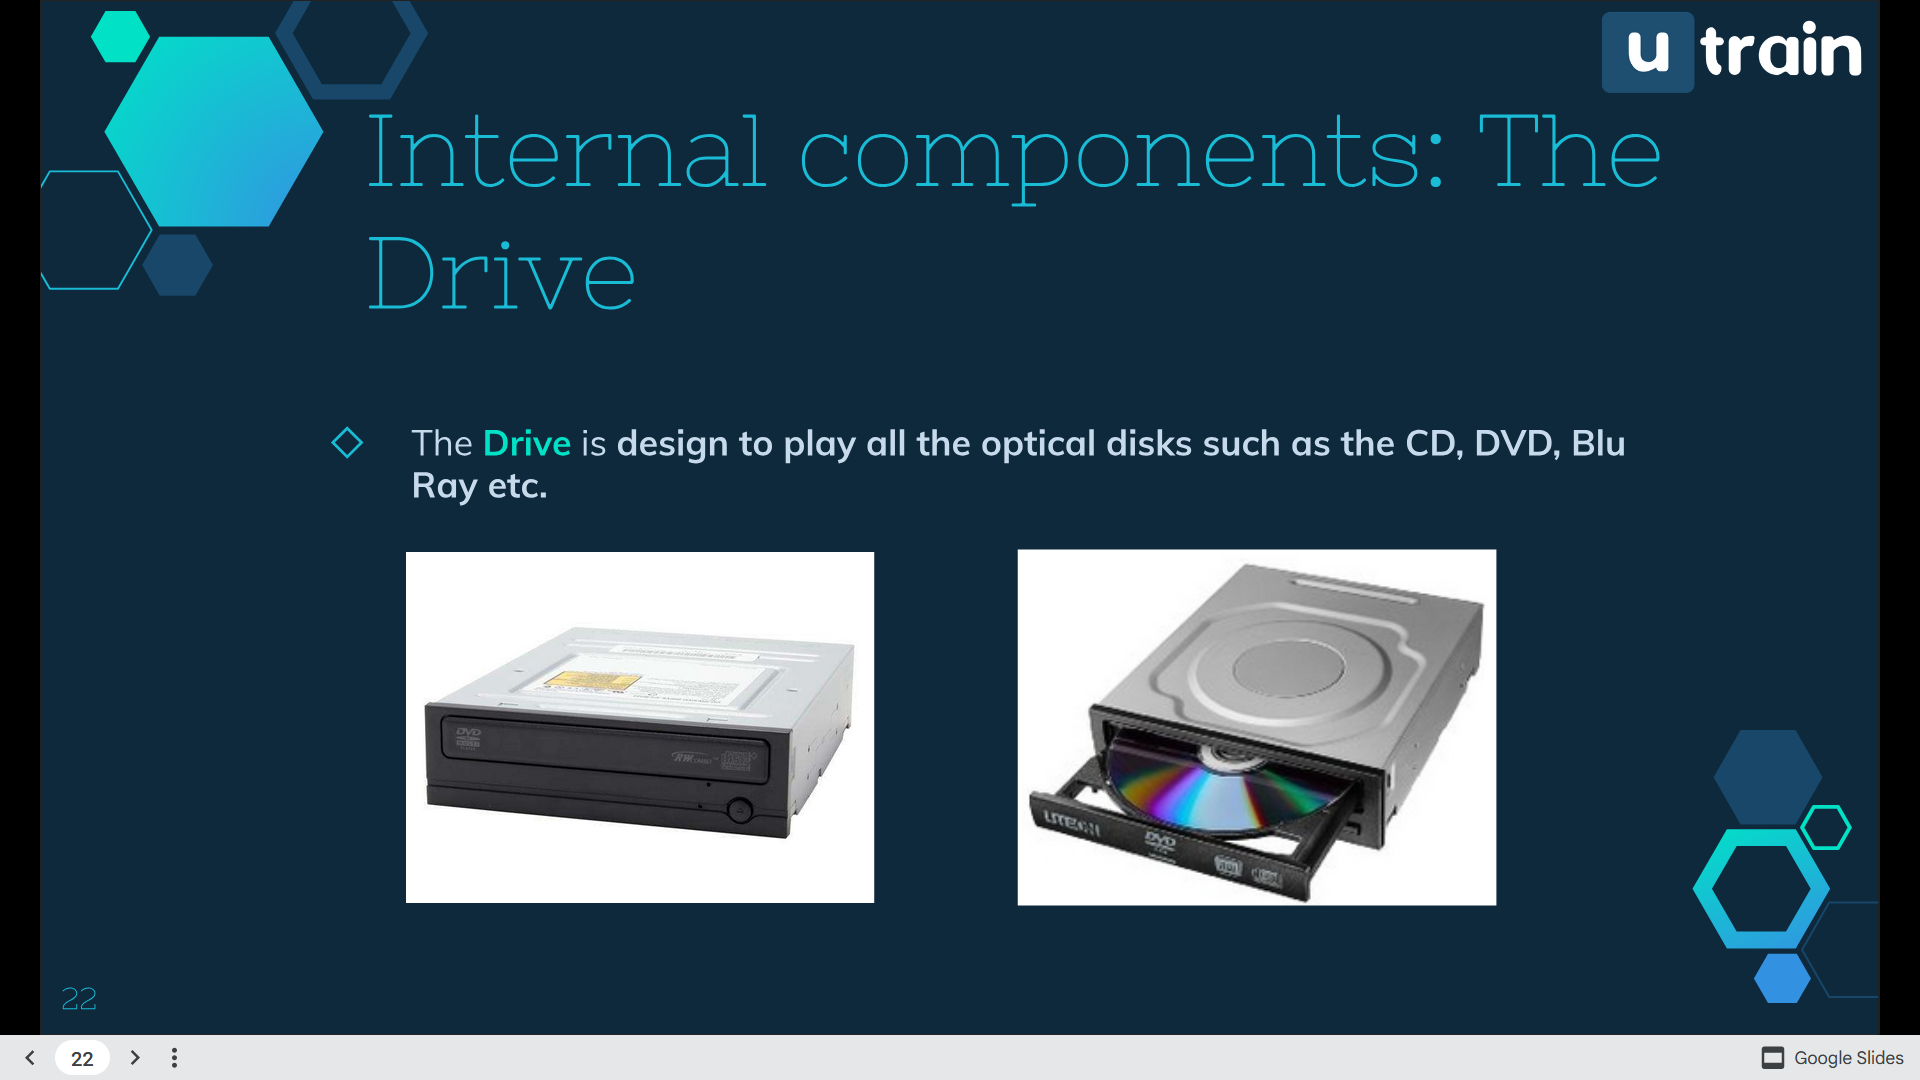 u train
Internal components: The
Drive
The Drive is design to play all the optical disks such as the CD, DVD, Blu
Ray etc.
DVD
RW
LITEON
DVD
22
22
Google Slides